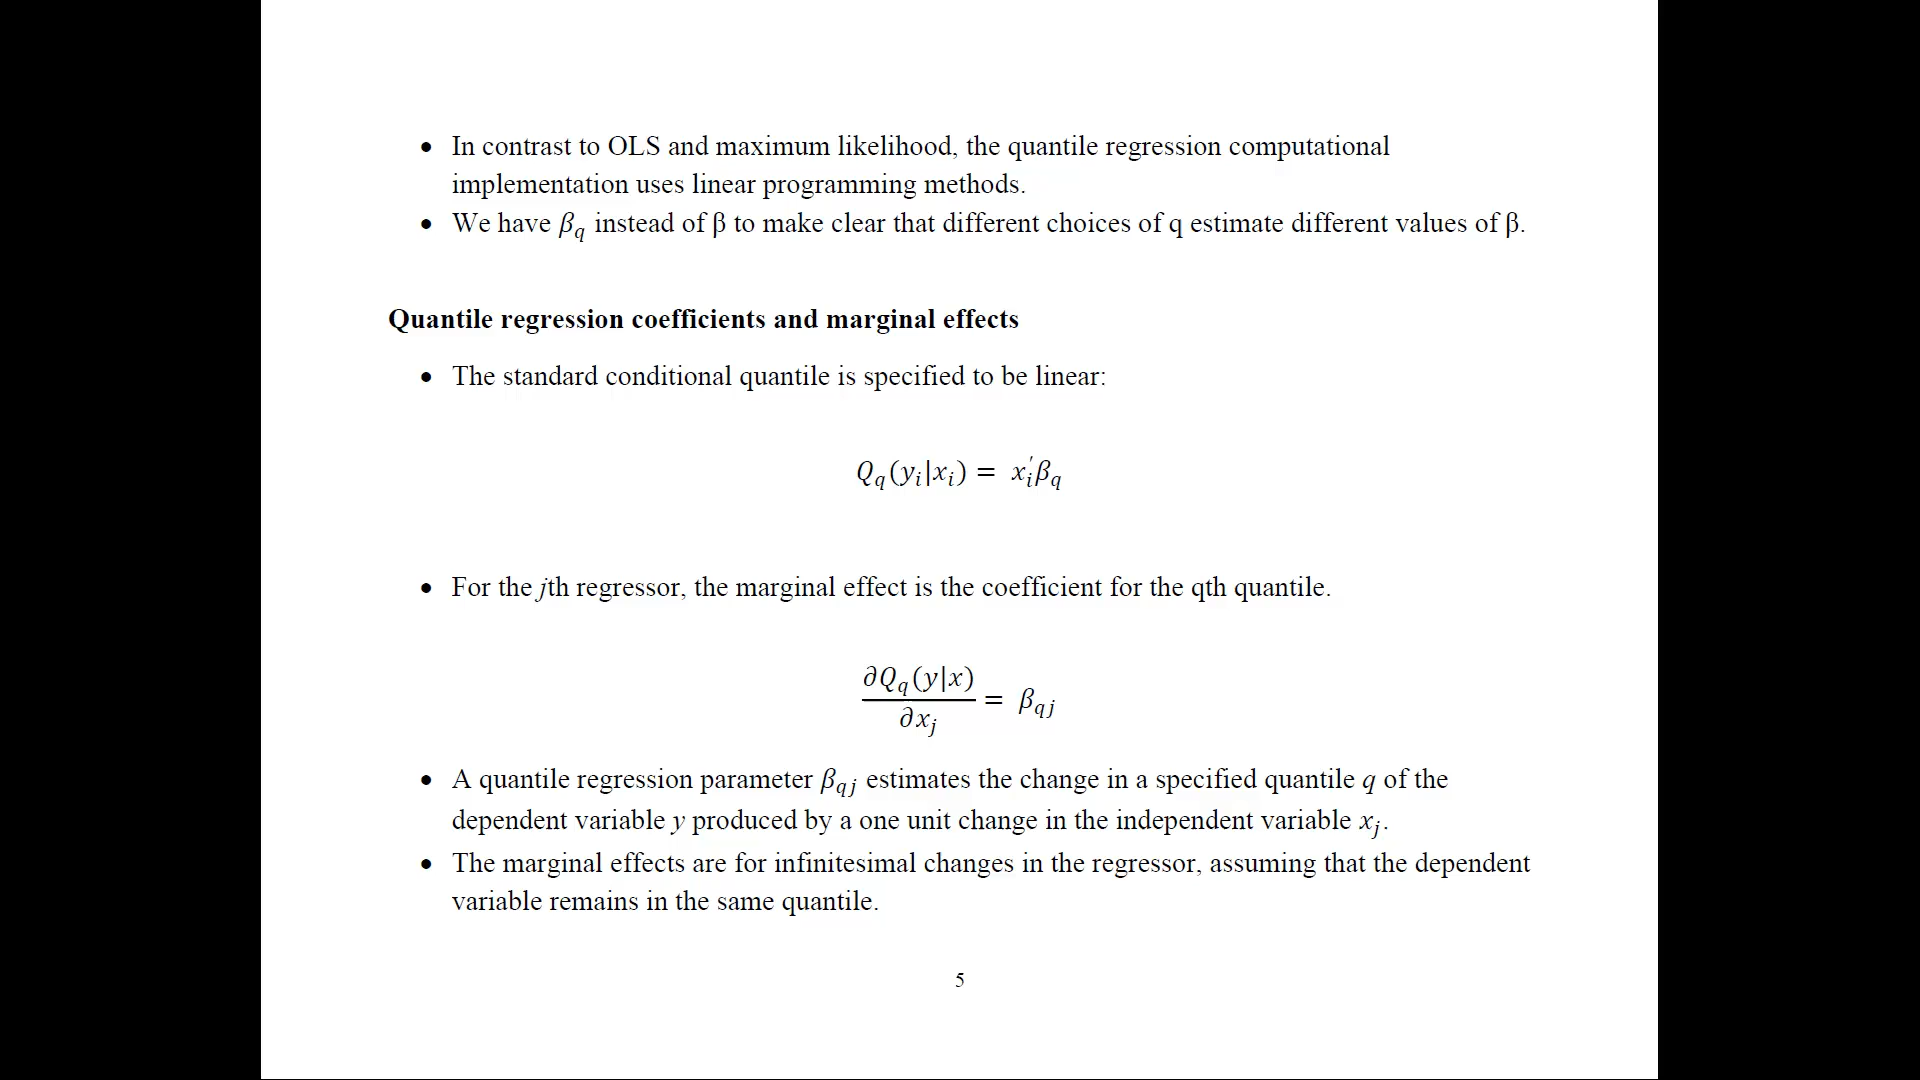 • In contrast to OLS and maximum likelihood, the quantile regression computational
implementation uses linear programming methods.
• We have β_q instead of β to make clear that different choices of q estimate different values of β.
Quantile regression coefficients and marginal effects
• The standard conditional quantile is specified to be linear:
Q_q(y_i|x_i) = x_i'β_q
• For the jth regressor, the marginal effect is the coefficient for the qth quantile.
∂Q_q(y|x)/∂x_j = β_qj
• A quantile regression parameter β_qj estimates the change in a specified quantile q of the
dependent variable y produced by a one unit change in the independent variable x_j.
• The marginal effects are for infinitesimal changes in the regressor, assuming that the dependent
variable remains in the same quantile.
5